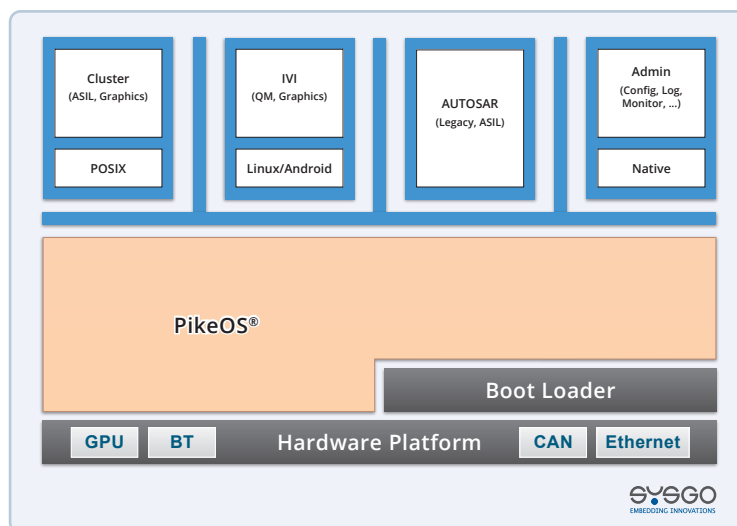 Cluster
(ASIL, Graphics)
POSIX
IVI
(QM, Graphics)
Linux/Android
AUTOSAR
(Legacy, ASIL)
Admin
(Config, Log,
Monitor, ...)
Native
PikeOS®
Boot Loader
GPU
BT
Hardware Platform
CAN
Ethernet
SYSGO
EMBEDDING INNOVATIONS